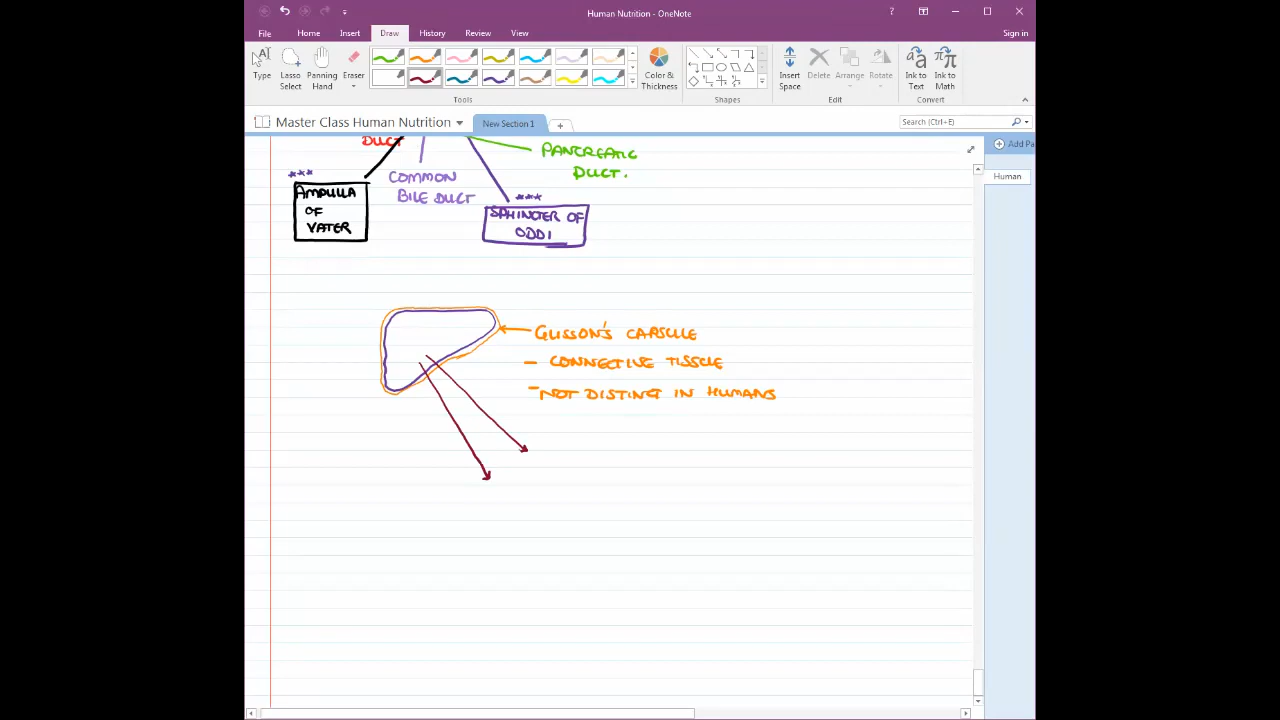 Human Nutrition - OneNote
?
File
Home
Insert
Draw
History
Review
View
Sign in
Type
Lasso Select
Panning Hand
Eraser
Color & Thickness
Insert Space
Delete
Arrange
Rotate
Ink to Text
Ink to Math
Tools
Shapes
Edit
Convert
Master Class Human Nutrition
New Section 1
Search (Ctrl+E)
Add Pa
Human
DUCT
PANCREATIC
DUCT.
***
AMPULLA
OF
VATER
COMMON
BILE DUCT
***
SPHINCTER OF
ODDI
GLISSON'S CAPSULE
- CONNECTIVE TISSUE
- NOT DISTINCT IN HUMANS